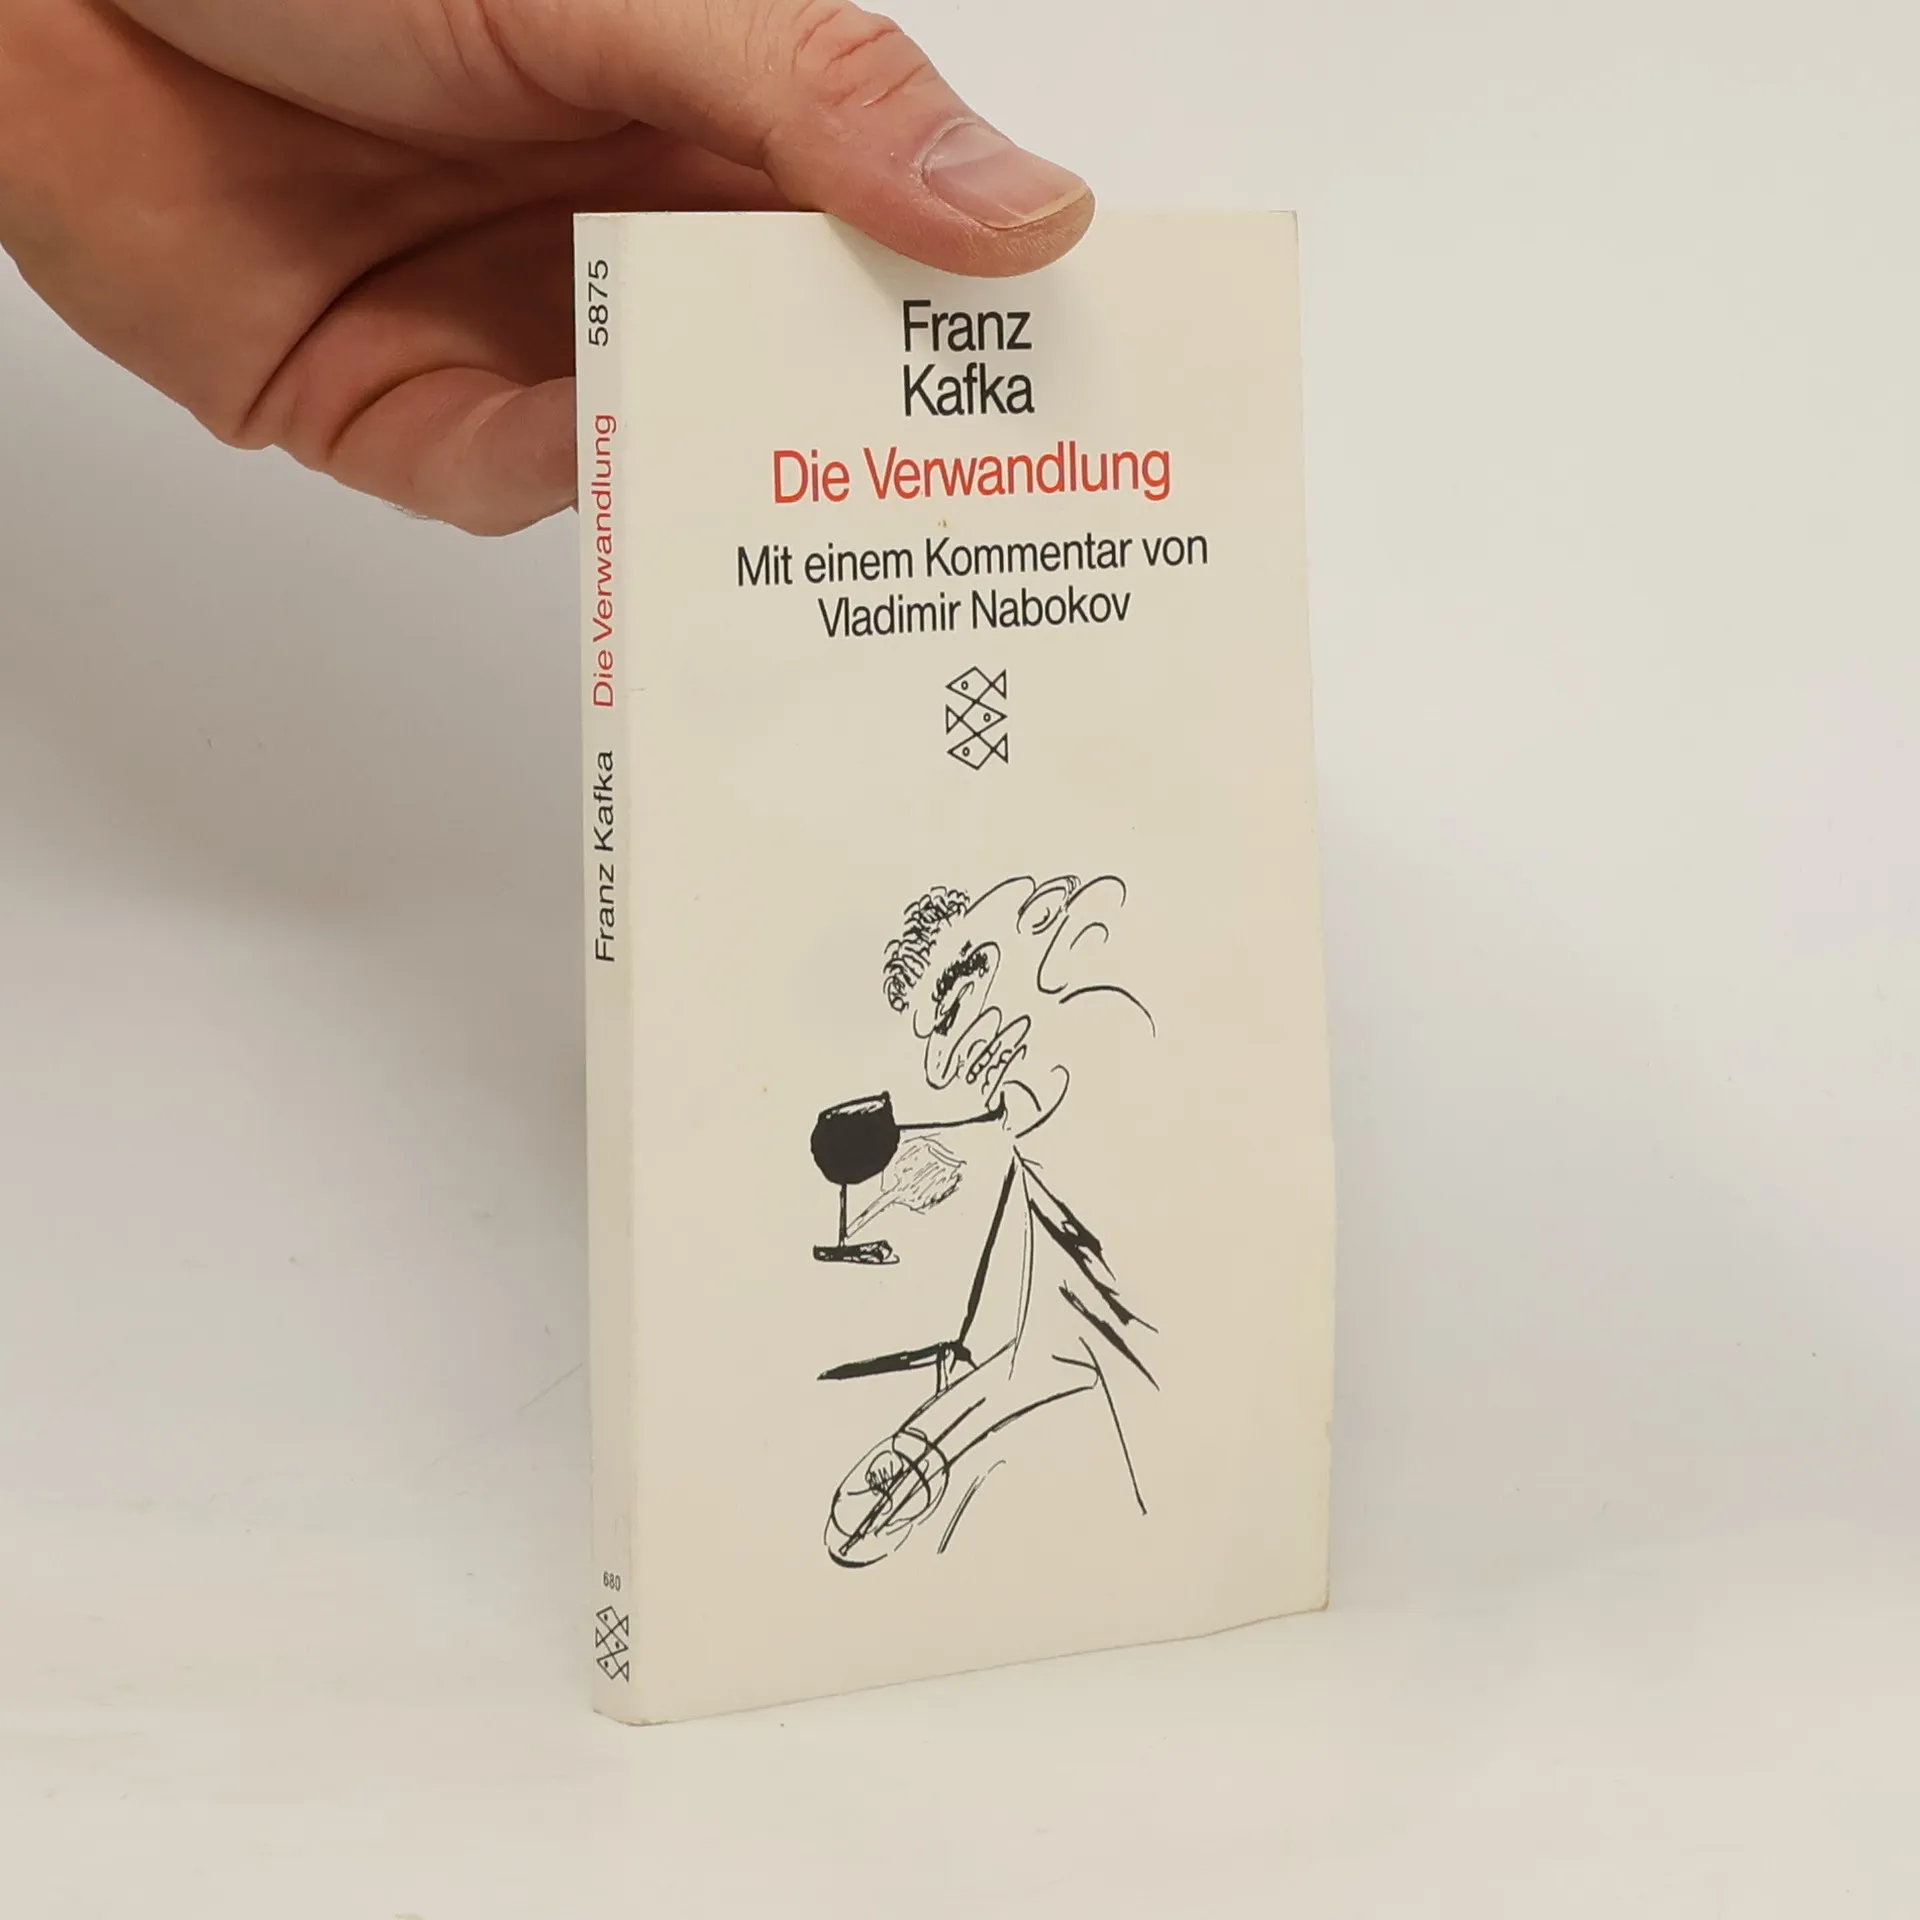 Franz
Kafka
Die Verwandlung
Mit einem Kommentar von
Vladimir Nabokov
Franz Kafka Die Verwandlung 5875
680